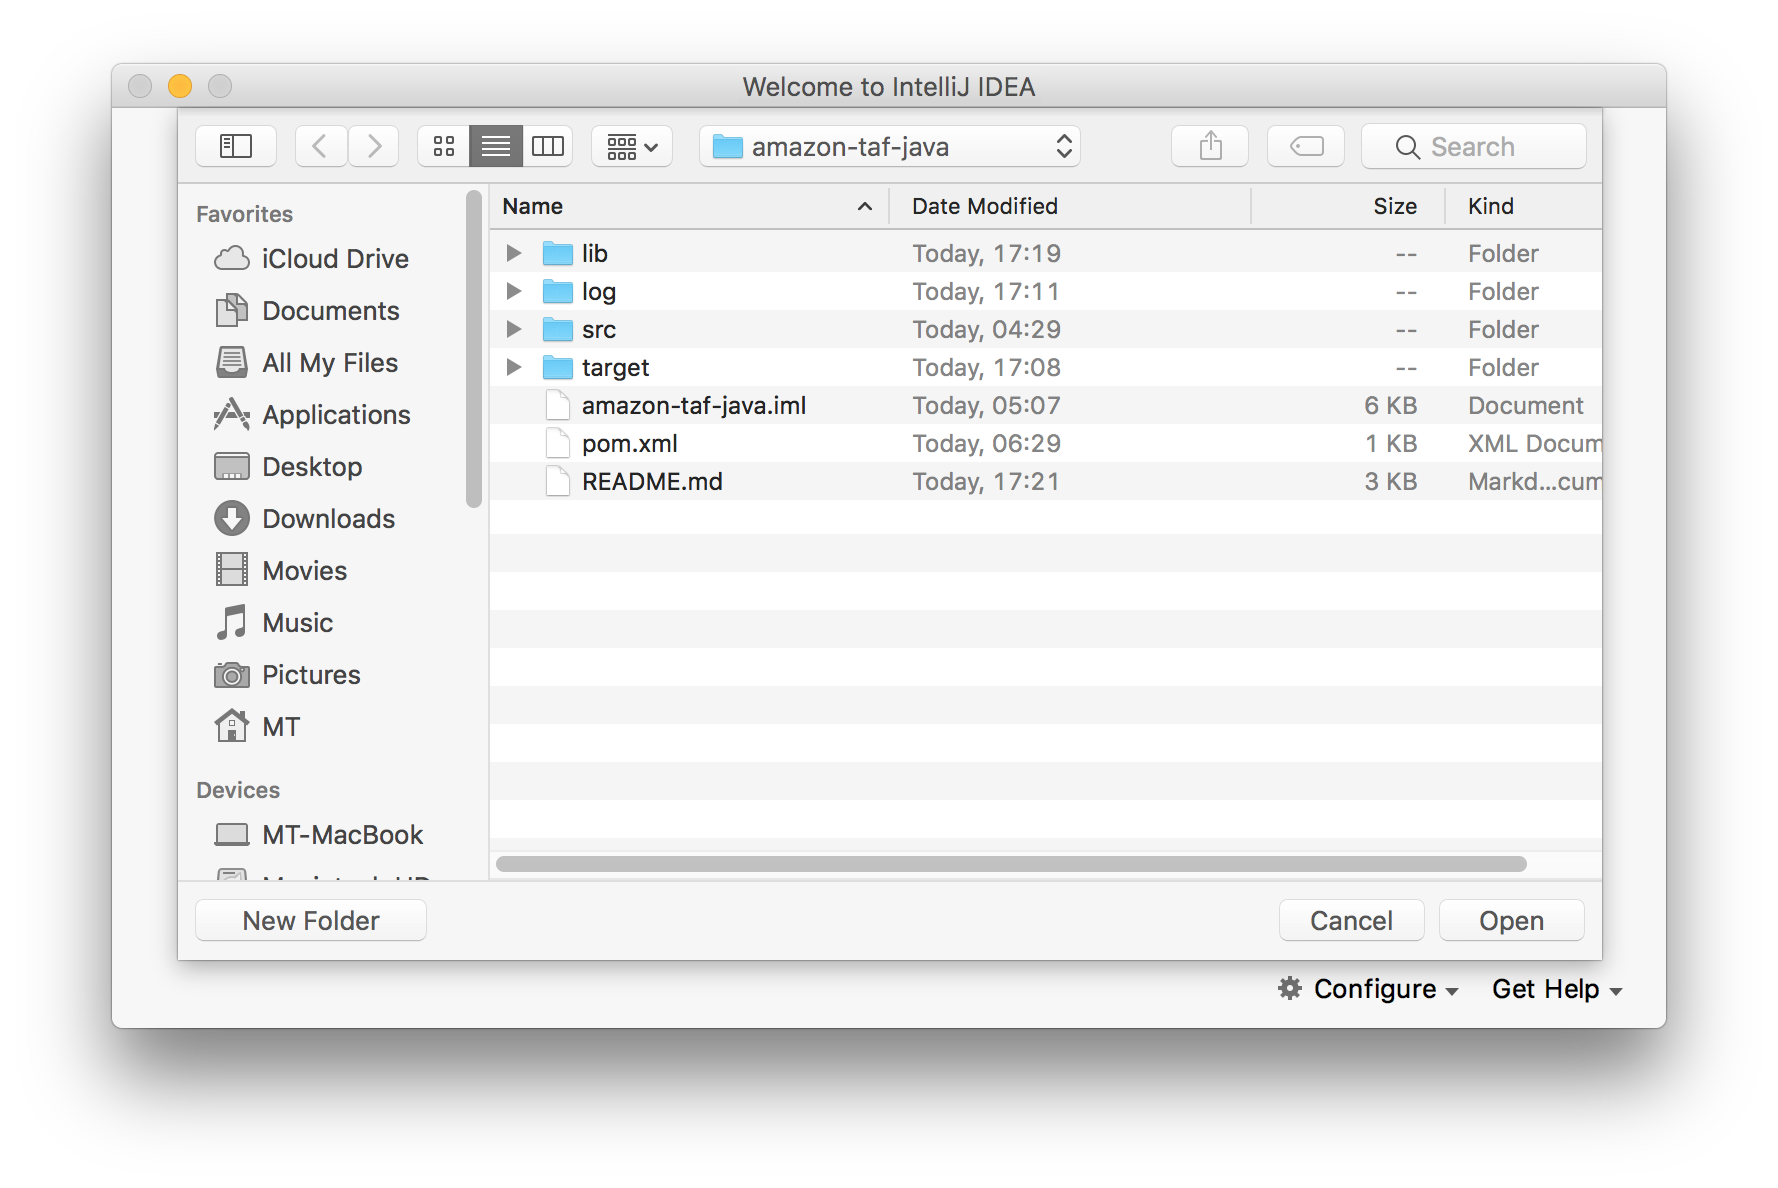 Welcome to IntelliJ IDEA
amazon-taf-java
Search
Favorites
iCloud Drive
Documents
All My Files
Applications
Desktop
Downloads
Movies
Music
Pictures
MT
Devices
MT-MacBook
Name Date Modified Size Kind
lib Today, 17:19 -- Folder
log Today, 17:11 -- Folder
src Today, 04:29 -- Folder
target Today, 17:08 -- Folder
amazon-taf-java.iml Today, 05:07 6 KB Document
pom.xml Today, 06:29 1 KB XML Docum
README.md Today, 17:21 3 KB Markd...cum
New Folder
Cancel Open
Configure Get Help